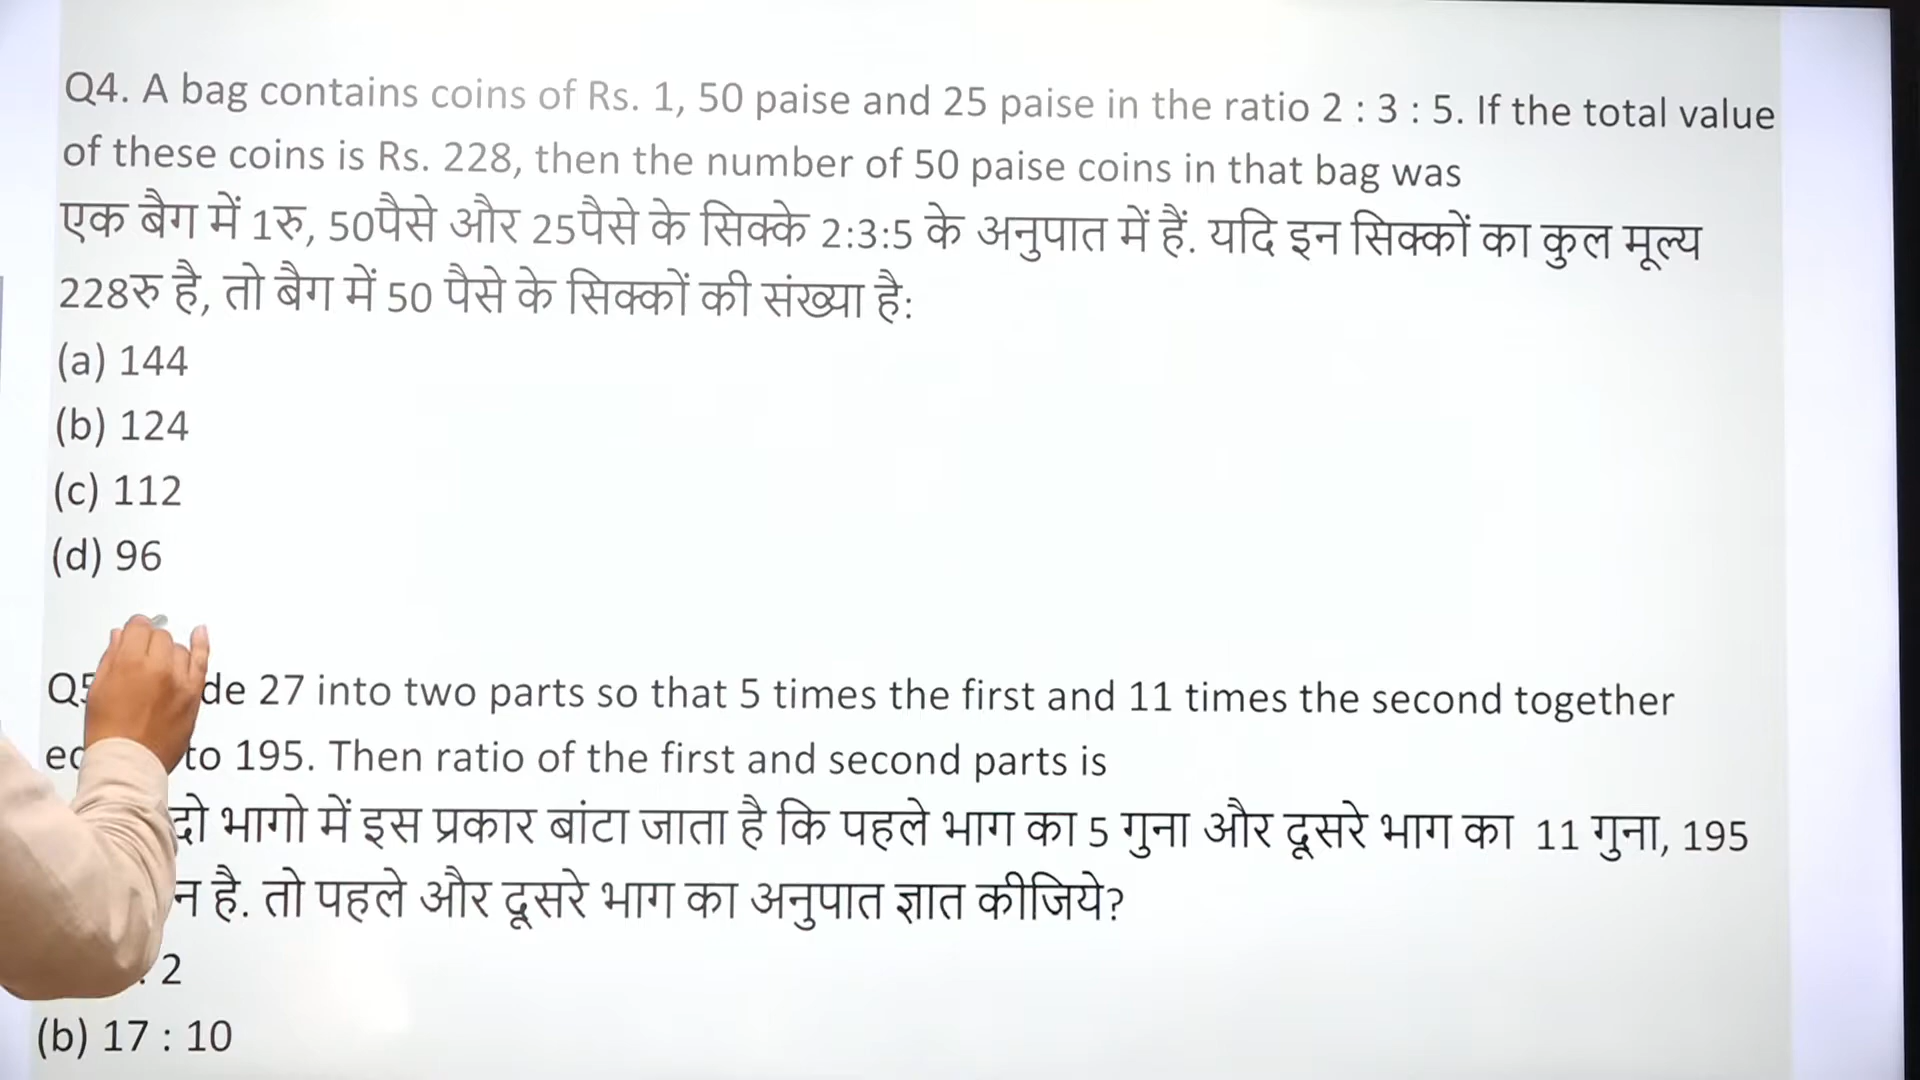 Q4. A bag contains coins of Rs. 1, 50 paise and 25 paise in the ratio 2 : 3 : 5. If the total value
of these coins is Rs. 228, then the number of 50 paise coins in that bag was
एक बैग में 1रु, 50पैसे और 25पैसे के सिक्के 2:3:5 के अनुपात में हैं. यदि इन सिक्कों का कुल मूल्य
228रु है, तो बैग में 50 पैसे के सिक्कों की संख्या है:
(a) 144
(b) 124
(c) 112
(d) 96
27 into two parts so that 5 times the first and 11 times the second together
to 195. Then ratio of the first and second parts is
दो भागो में इस प्रकार बांटा जाता है कि पहले भाग का 5 गुना और दूसरे भाग का 11 गुना, 195
है. तो पहले और दूसरे भाग का अनुपात ज्ञात कीजिये?
: 2
(b) 17 : 10